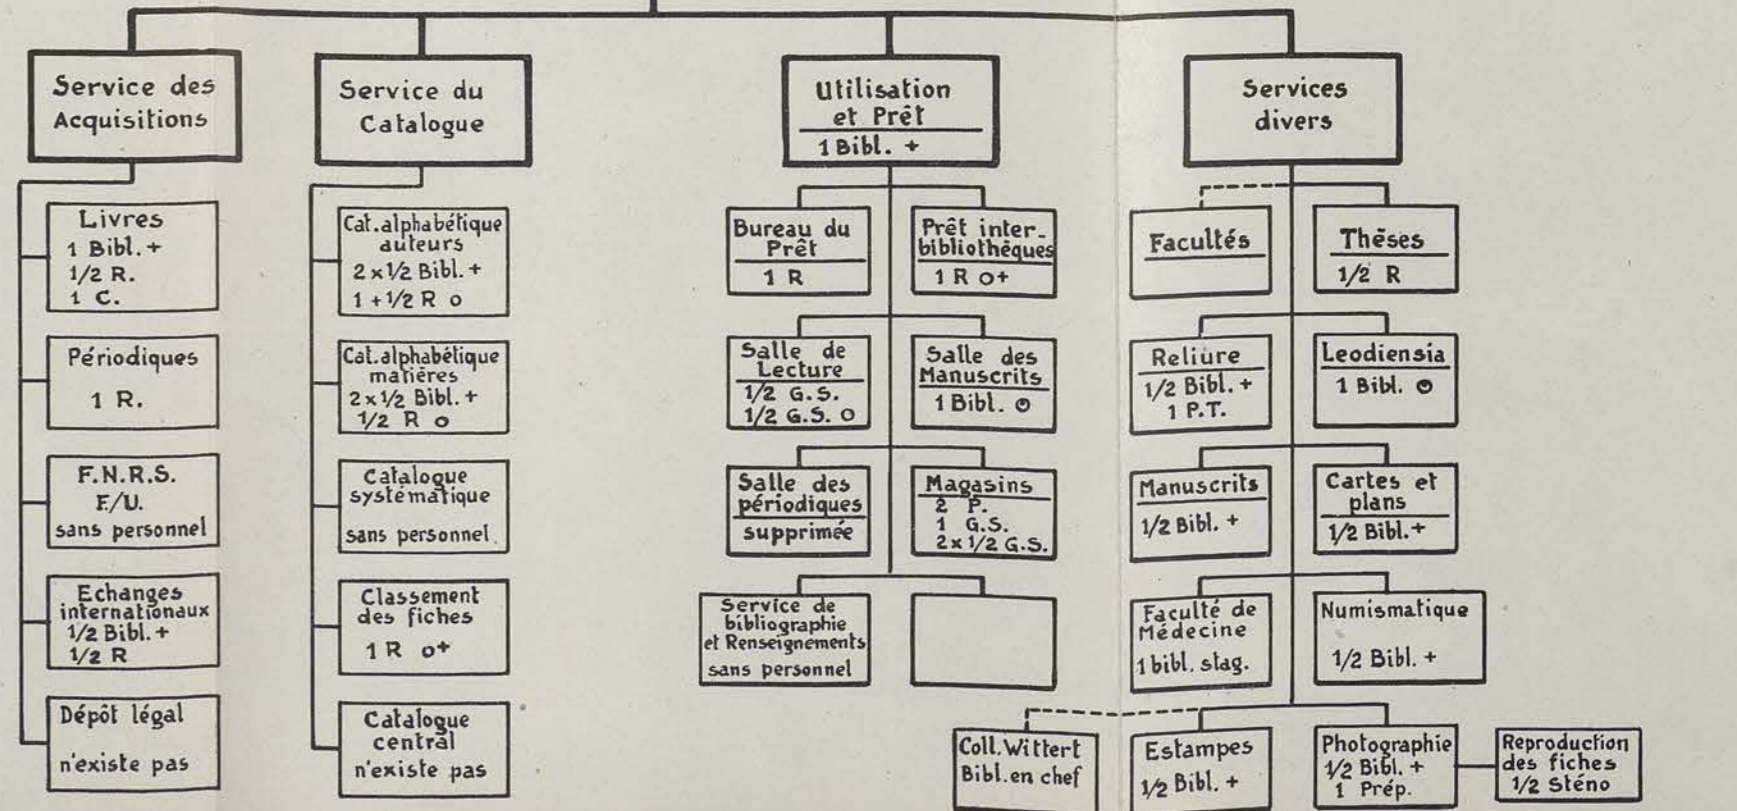 Service des
Acquisitions
Livres
1 Bibl. +
1/2 R.
1 C.
Périodiques
1 R.
F.N.R.S.
F./U.
sans personnel
Echanges
internationaux
1/2 Bibl. +
1/2 R
Dépôt légal
n'existe pas
Service du
Catalogue
Cat. alphabétique
auteurs
2 x 1/2 Bibl. +
1 + 1/2 R o
Cat. alphabétique
matières
2 x 1/2 Bibl. +
1/2 R o
Catalogue
systématique
sans personnel.
Classement
des fiches
1 R o+
Catalogue
central
n'existe pas
Utilisation
et Prêt
1 Bibl. +
Bureau du
Prêt
1 R
Prêt inter_
bibliothèques
1 R o+
Salle de
Lecture
1/2 G.S.
1/2 G.S. O
Salle des
Manuscrits
1 Bibl. ʘ
Salle des
périodiques
supprimée
Magasins
2 P.
1 G.S.
2 x 1/2 G.S.
Service de
bibliographie
et Renseignements
sans personnel
Services
divers
Facultés
Thèses
1/2 R
Reliure
1/2 Bibl. +
1 P.T.
Leodiensia
1 Bibl. ʘ
Manuscrits
1/2 Bibl. +
Cartes et
plans
1/2 Bibl. +
Faculté de
Médecine
1 bibl. stag.
Numismatique
1/2 Bibl. +
Coll. Wittert
Bibl. en chef
Estampes
1/2 Bibl. +
Photographie
1/2 Bibl. +
1 Prép.
Reproduction
des fiches
1/2 Sténo